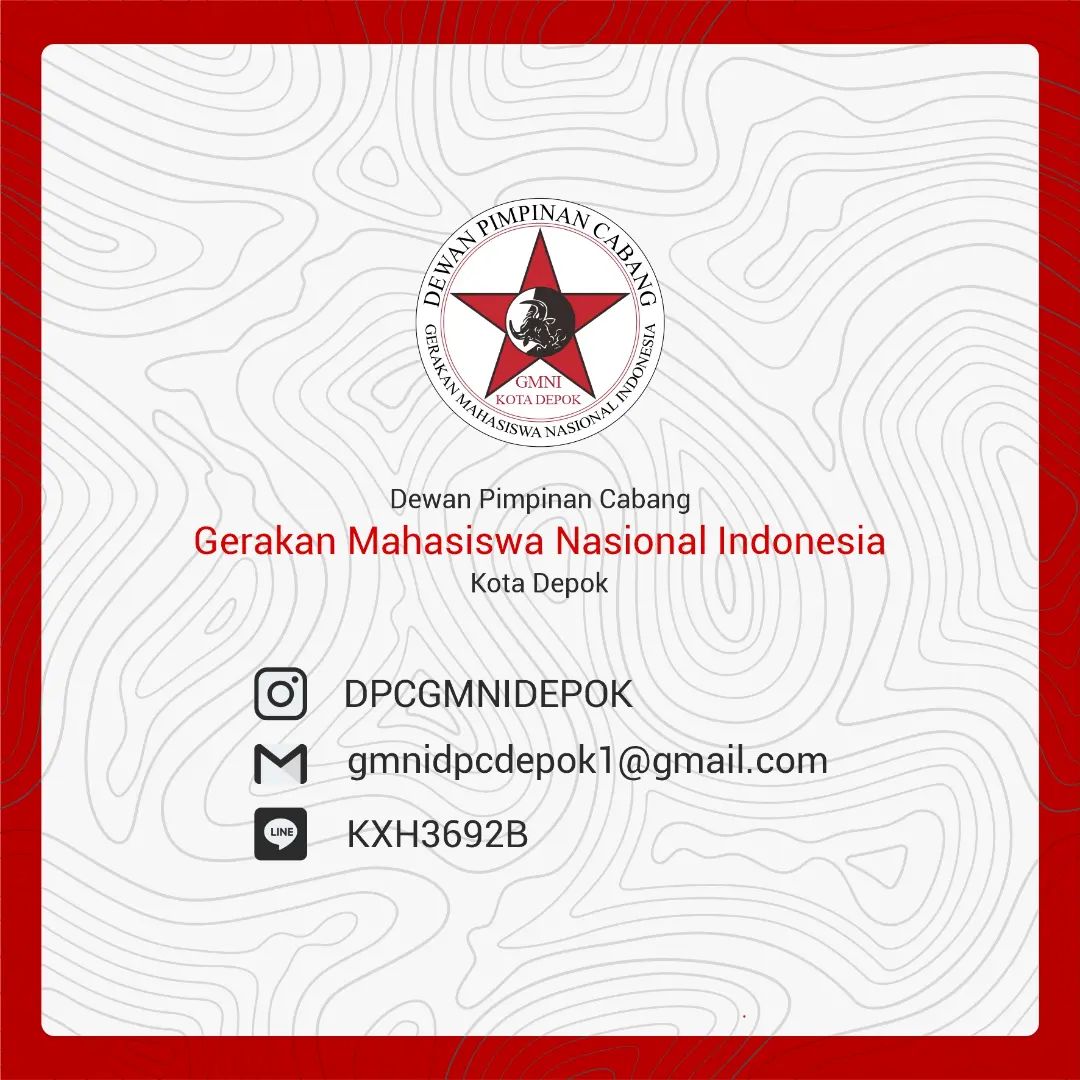 DEWAN PIMPINAN CABANG
GERAKAN MAHASISWA NASIONAL INDONESIA
GMNI
KOTA DEPOK
Dewan Pimpinan Cabang
Gerakan Mahasiswa Nasional Indonesia
Kota Depok
DPCGMNIDEPOK
gmnidpcdepok1@gmail.com
LINE
KXH3692B